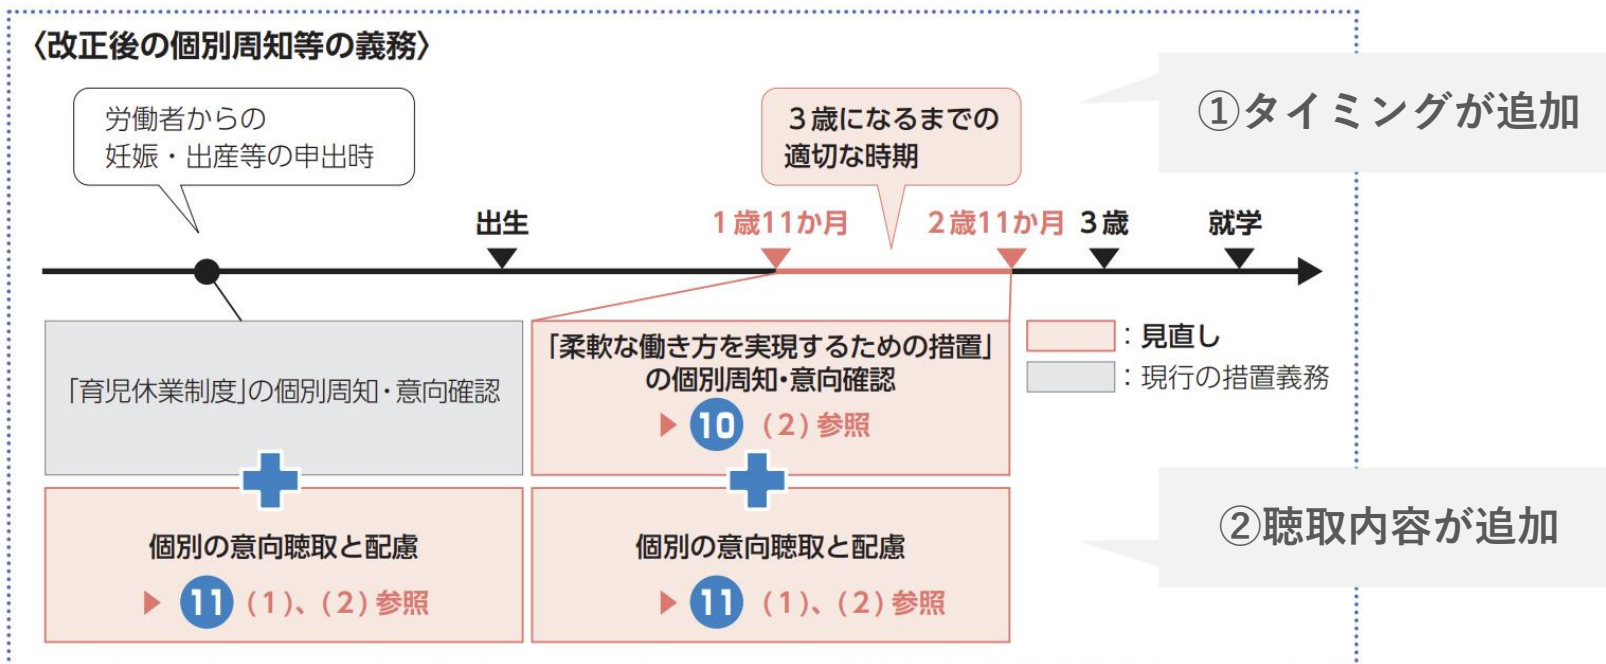 〈改正後の個別周知等の義務〉
①タイミングが追加
労働者からの
妊娠・出産等の申出時
3歳になるまでの
適切な時期
出生
1歳11か月
2歳11か月
3歳
就学
「育児休業制度」の個別周知・意向確認
「柔軟な働き方を実現するための措置」
の個別周知・意向確認
▶ 10 (2)参照
：見直し
：現行の措置義務
個別の意向聴取と配慮
▶ 11 (1)、(2)参照
個別の意向聴取と配慮
▶ 11 (1)、(2)参照
②聴取内容が追加